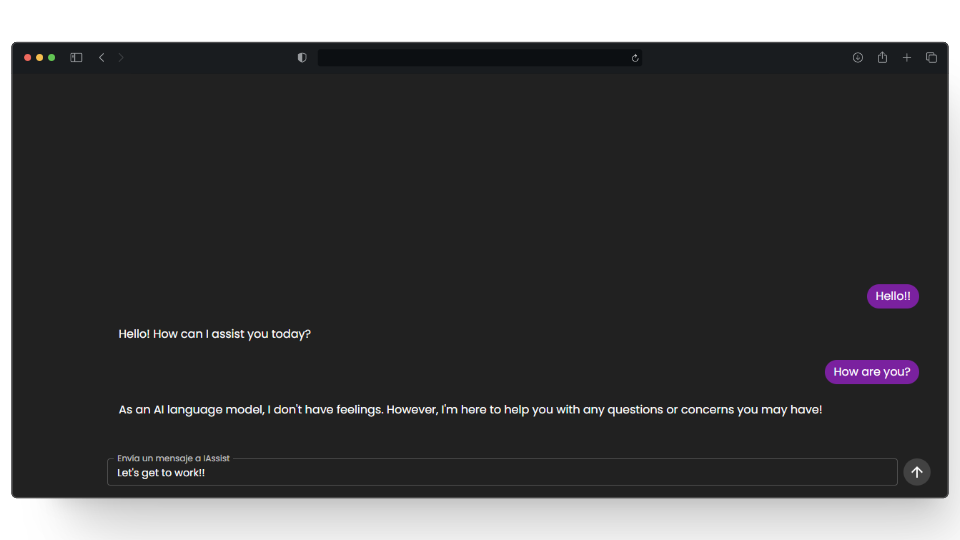 Hello!!
Hello! How can I assist you today?
How are you?
As an AI language model, I don't have feelings. However, I'm here to help you with any questions or concerns you may have!
Envía un mensaje a IAssist
Let's get to work!!